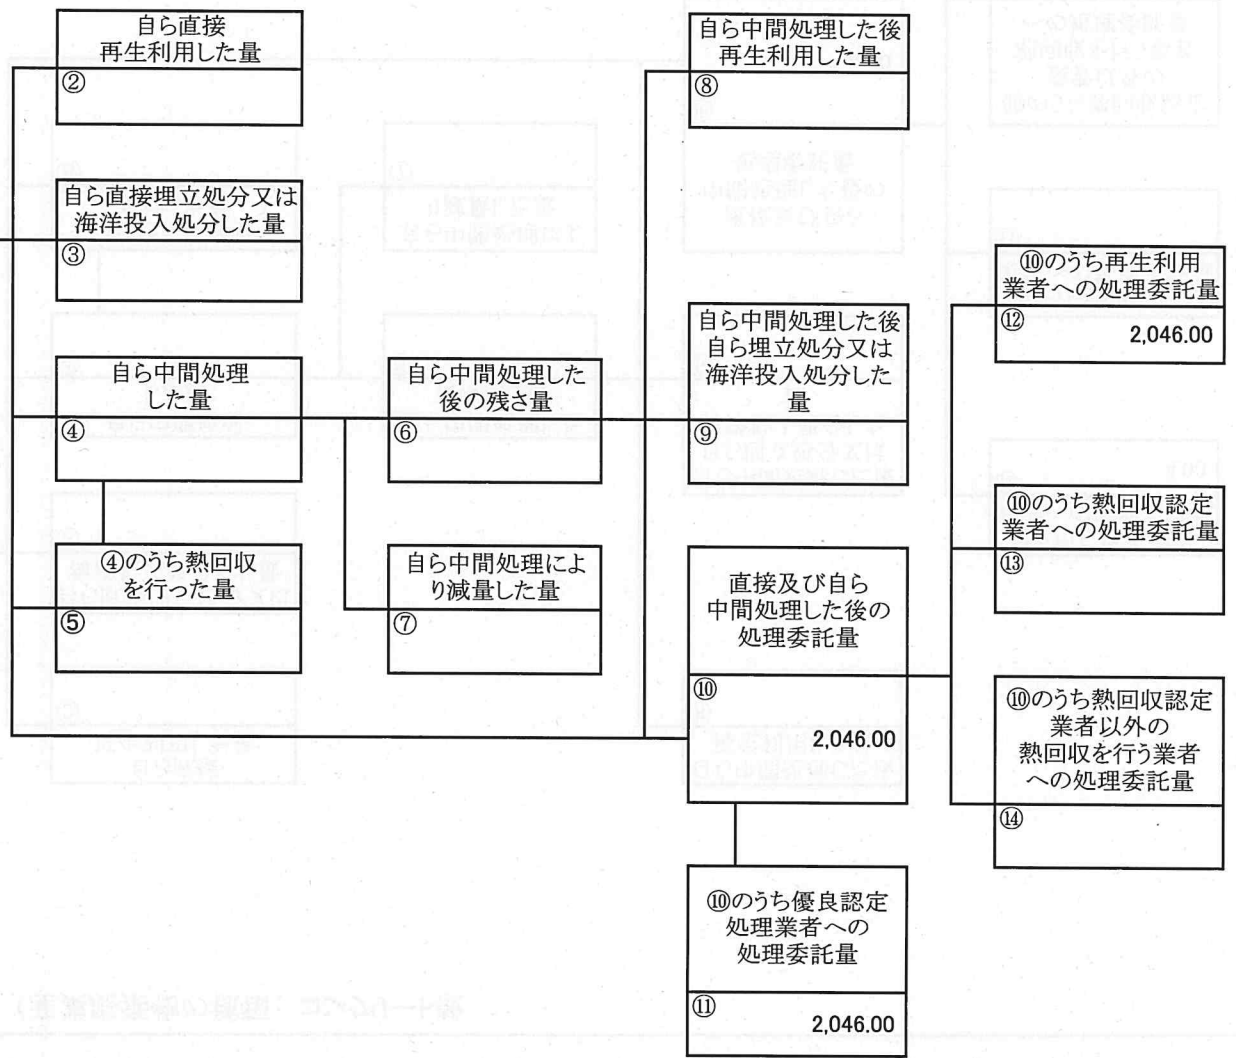 自ら直接
再生利用した量
②
自ら直接埋立処分又は
海洋投入処分した量
③
自ら中間処理
した量
④
④のうち熱回収
を行った量
⑤
自ら中間処理した
後の残さ量
⑥
自ら中間処理によ
り減量した量
⑦
自ら中間処理した後
再生利用した量
⑧
自ら中間処理した後
自ら埋立処分又は
海洋投入処分した
量
⑨
直接及び自ら
中間処理した後の
処理委託量
⑩
2,046.00
⑩のうち優良認定
処理業者への
処理委託量
⑪
2,046.00
⑩のうち再生利用
業者への処理委託量
⑫
2,046.00
⑩のうち熱回収認定
業者への処理委託量
⑬
⑩のうち熱回収認定
業者以外の
熱回収を行う業者
への処理委託量
⑭